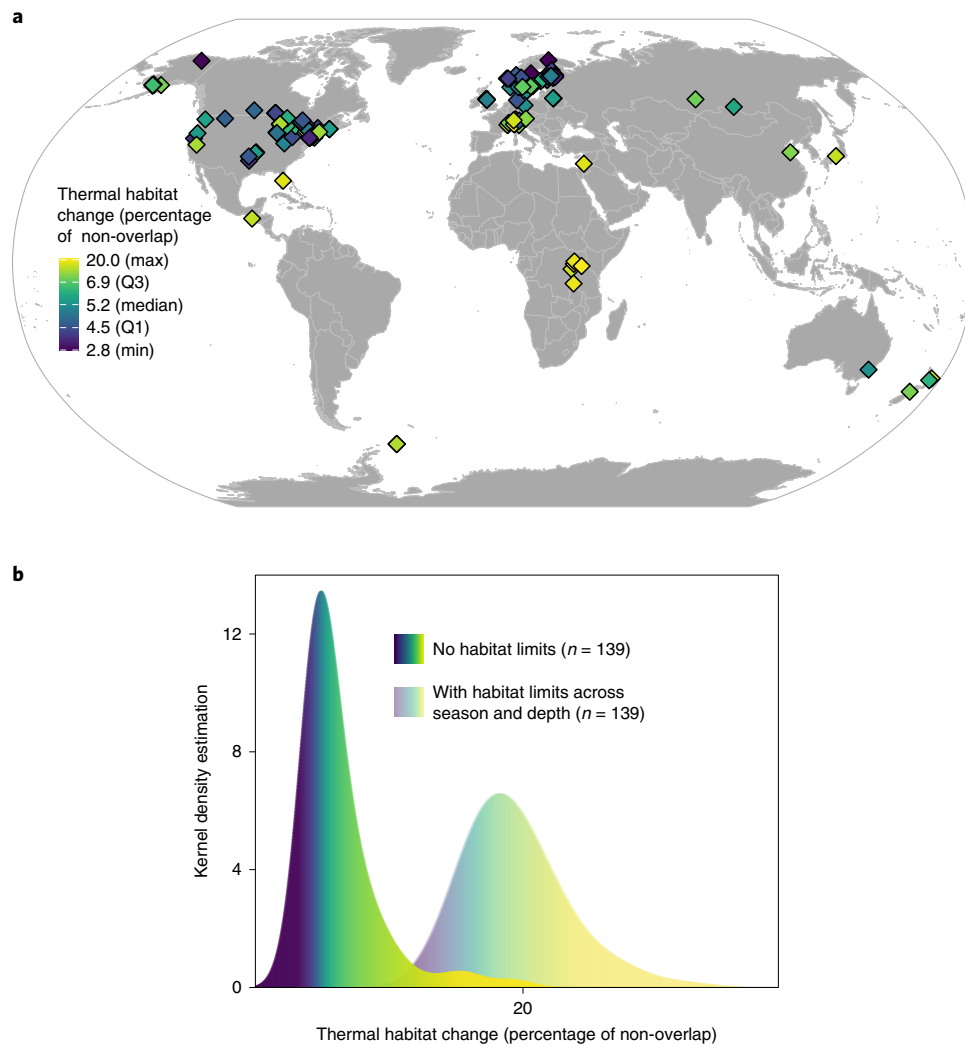 a
Thermal habitat
change (percentage
of non-overlap)
20.0 (max)
6.9 (Q3)
5.2 (median)
4.5 (Q1)
2.8 (min)
b
Kernel density estimation
12
8
4
0
No habitat limits (n = 139)
With habitat limits across
season and depth (n = 139)
20
Thermal habitat change (percentage of non-overlap)